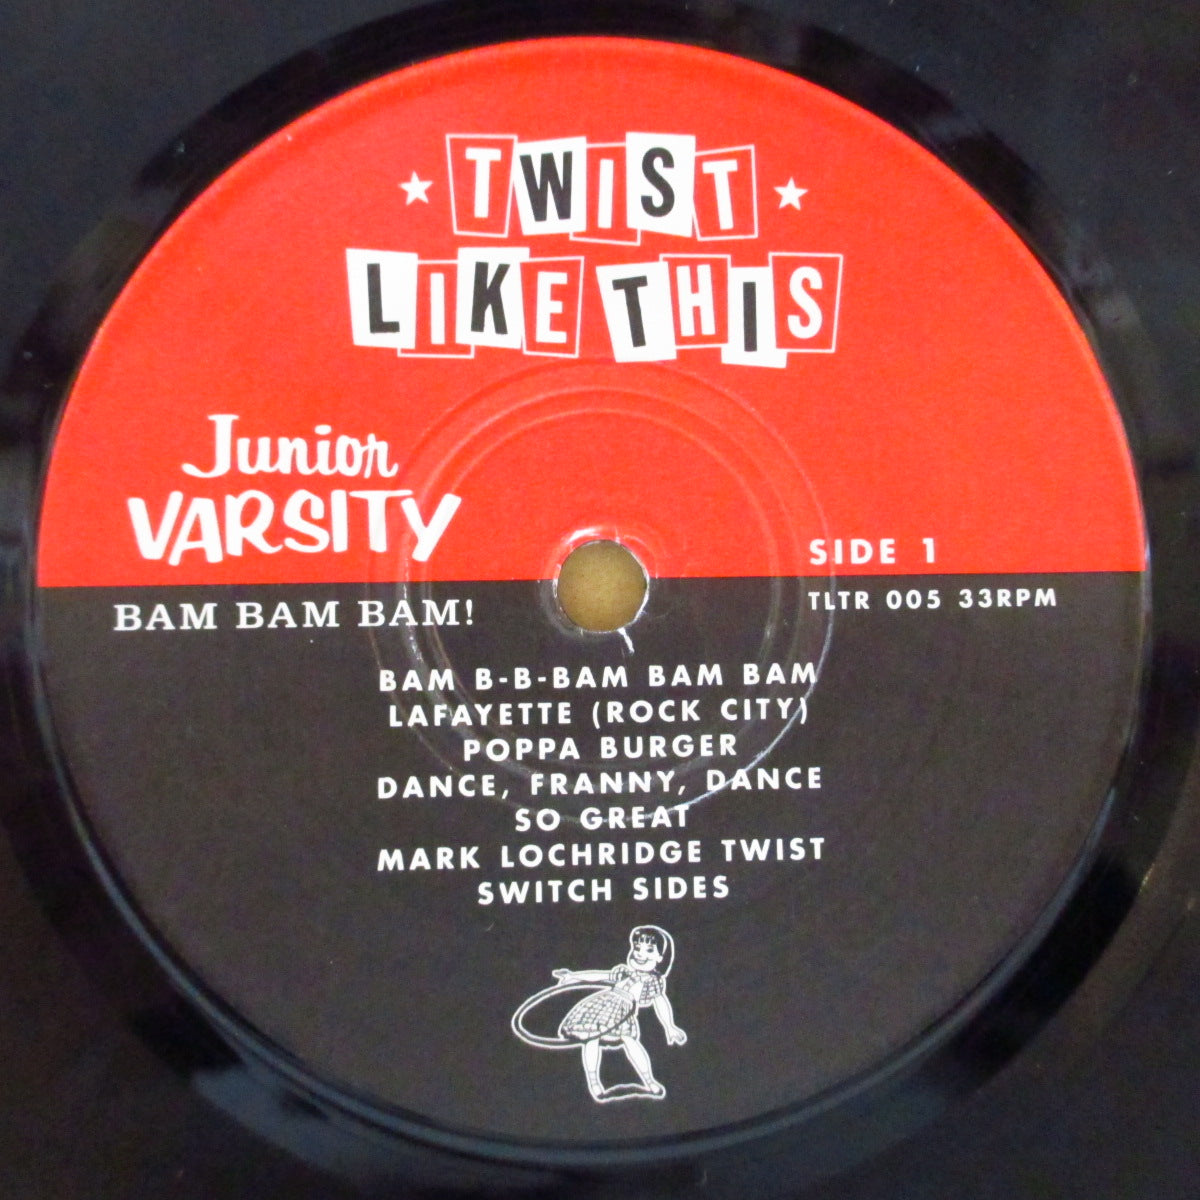 TWIST
LIKE THIS
Junior
VARSITY
SIDE 1
BAM BAM BAM!
TLTR 005 33RPM
BAM B-B-BAM BAM BAM
LAFAYETTE (ROCK CITY)
POPPA BURGER
DANCE, FRANNY, DANCE
SO GREAT
MARK LOCHRIDGE TWIST
SWITCH SIDES